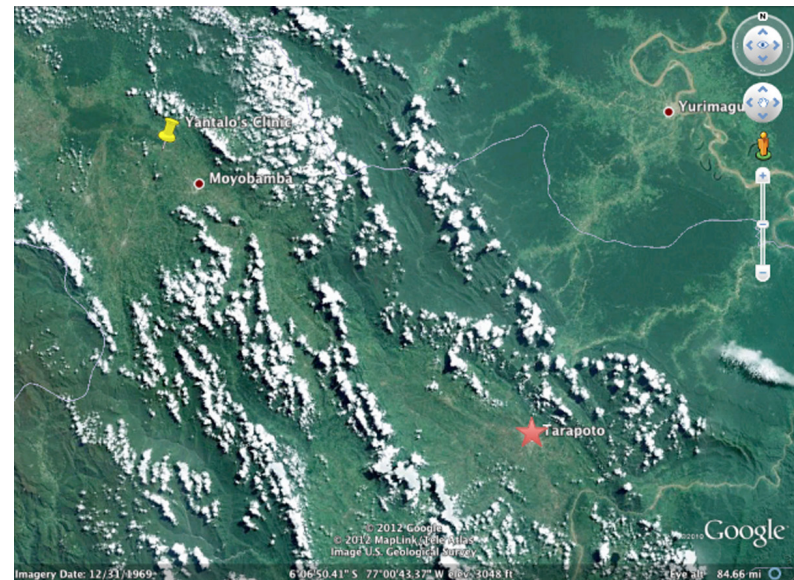 N
Yurimagu
Yantalo's Clinic
Moyobamba
Tarapoto
© 2012 Google
© 2012 MapLink/Tele Atlas
Image U.S. Geological Survey
©2010 Google
Imagery Date: 12/31/1969 6°06'50.41" S 77°00'43.37" W elev 3048 ft Eye alt 84.66 mi